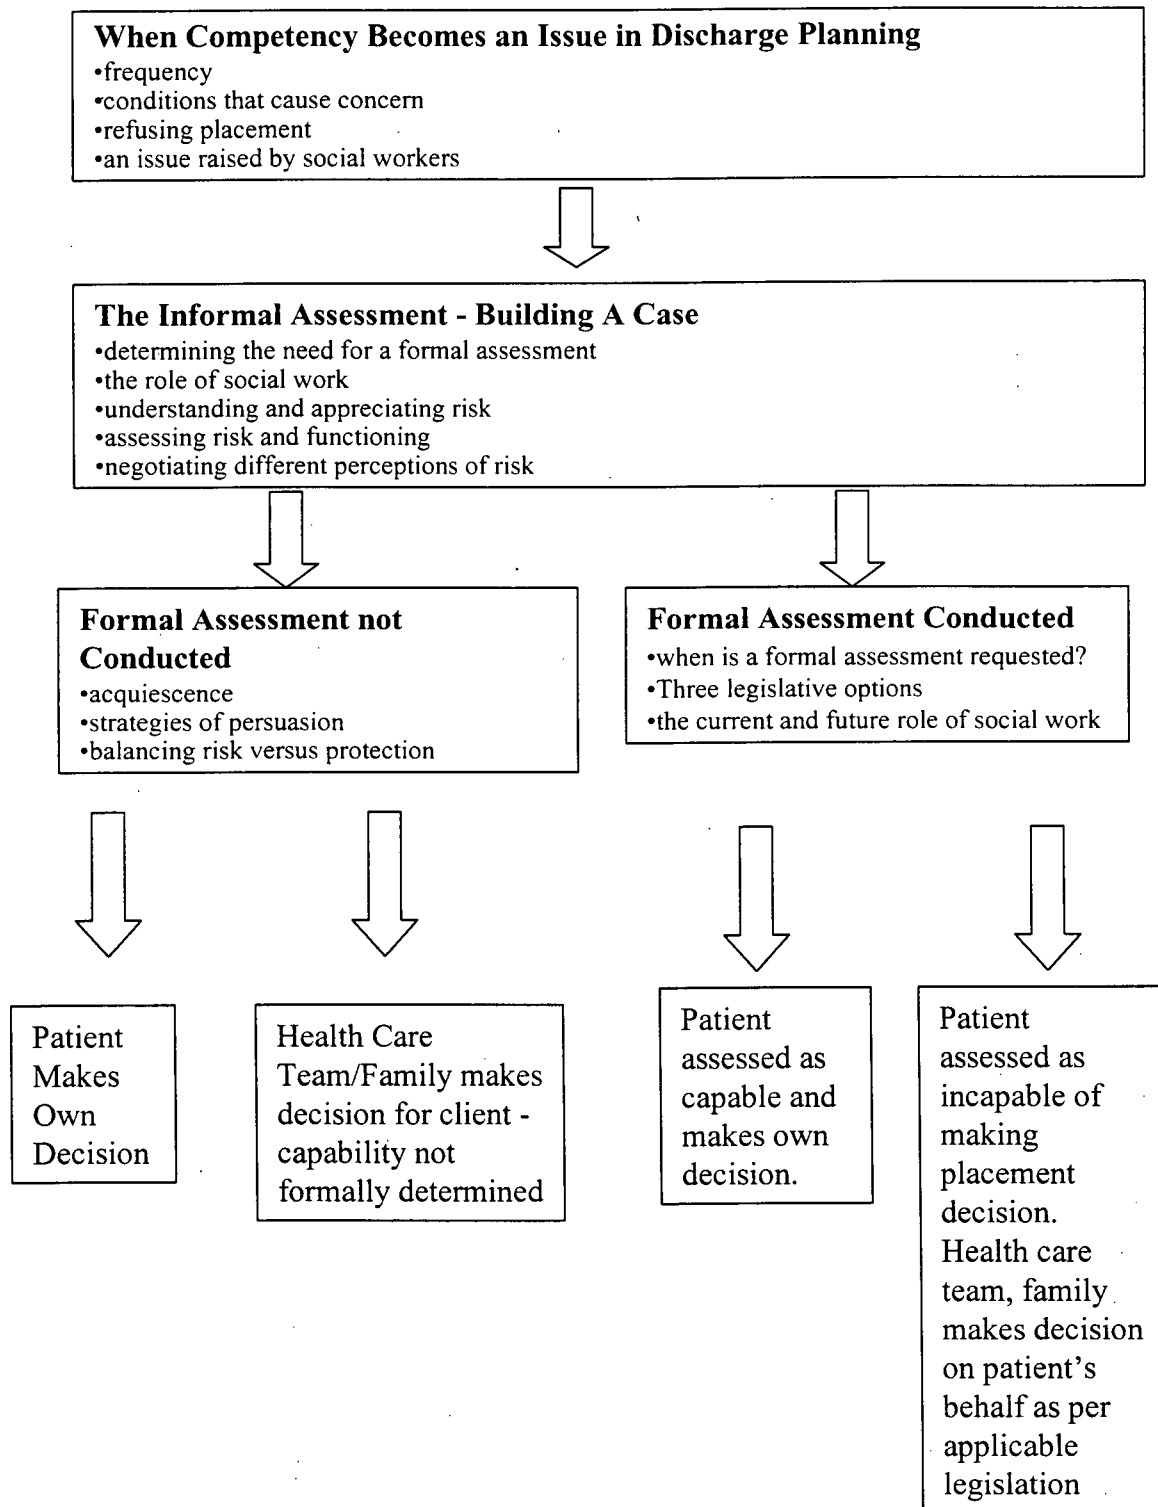 When Competency Becomes an Issue in Discharge Planning
•frequency
•conditions that cause concern
•refusing placement
•an issue raised by social workers
The Informal Assessment - Building A Case
•determining the need for a formal assessment
•the role of social work
•understanding and appreciating risk
•assessing risk and functioning
•negotiating different perceptions of risk
Formal Assessment not
Conducted
•acquiescence
•strategies of persuasion
•balancing risk versus protection
Formal Assessment Conducted
•when is a formal assessment requested?
•Three legislative options
•the current and future role of social work
Patient
Makes
Own
Decision
Health Care
Team/Family makes
decision for client -
capability not
formally determined
Patient
assessed as
capable and
makes own
decision.
Patient
assessed as
incapable of
making
placement
decision.
Health care
team, family
makes decision
on patient's
behalf as per
applicable
legislation